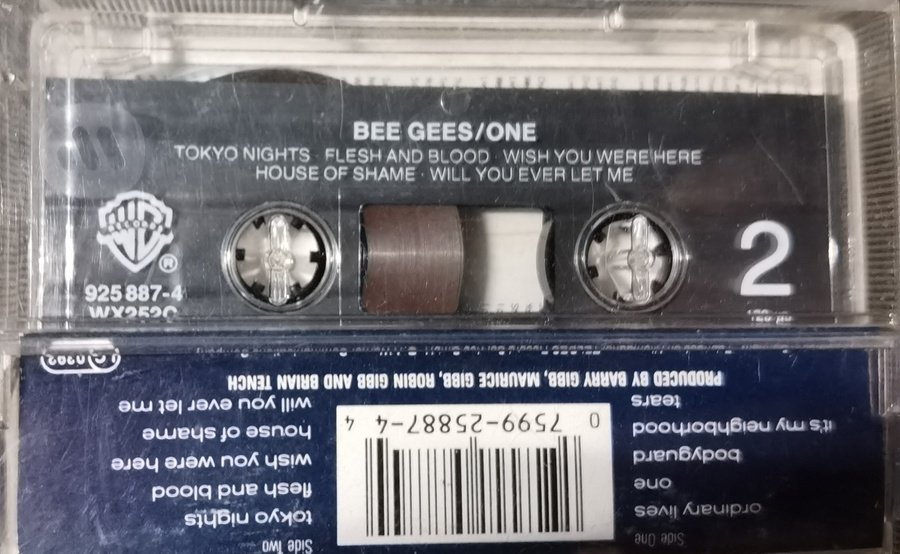 BEE GEES/ONE
TOKYO NIGHTS · FLESH AND BLOOD · WISH YOU WERE HERE
HOUSE OF SHAME · WILL YOU EVER LET ME
RECORDS
®
925 887-4
WX252C
2
Side One
ordinary lives
one
bodyguard
it's my neighborhood
tears
Side Two
tokyo nights
flesh and blood
wish you were here
house of shame
will you ever let me
0 7599-25887-4 4
PRODUCED BY BARRY GIBB, MAURICE GIBB, ROBIN GIBB AND BRIAN TENCH